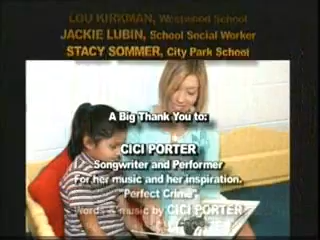 LOU KIRKMAN, Westwood School
JACKIE LUBIN, School Social Worker
STACY SOMMER, City Park School
A Big Thank You to:
CICI PORTER
Songwriter and Performer
For her music and her inspiration.
"Perfect Crime"
Words & music by CICI PORTER